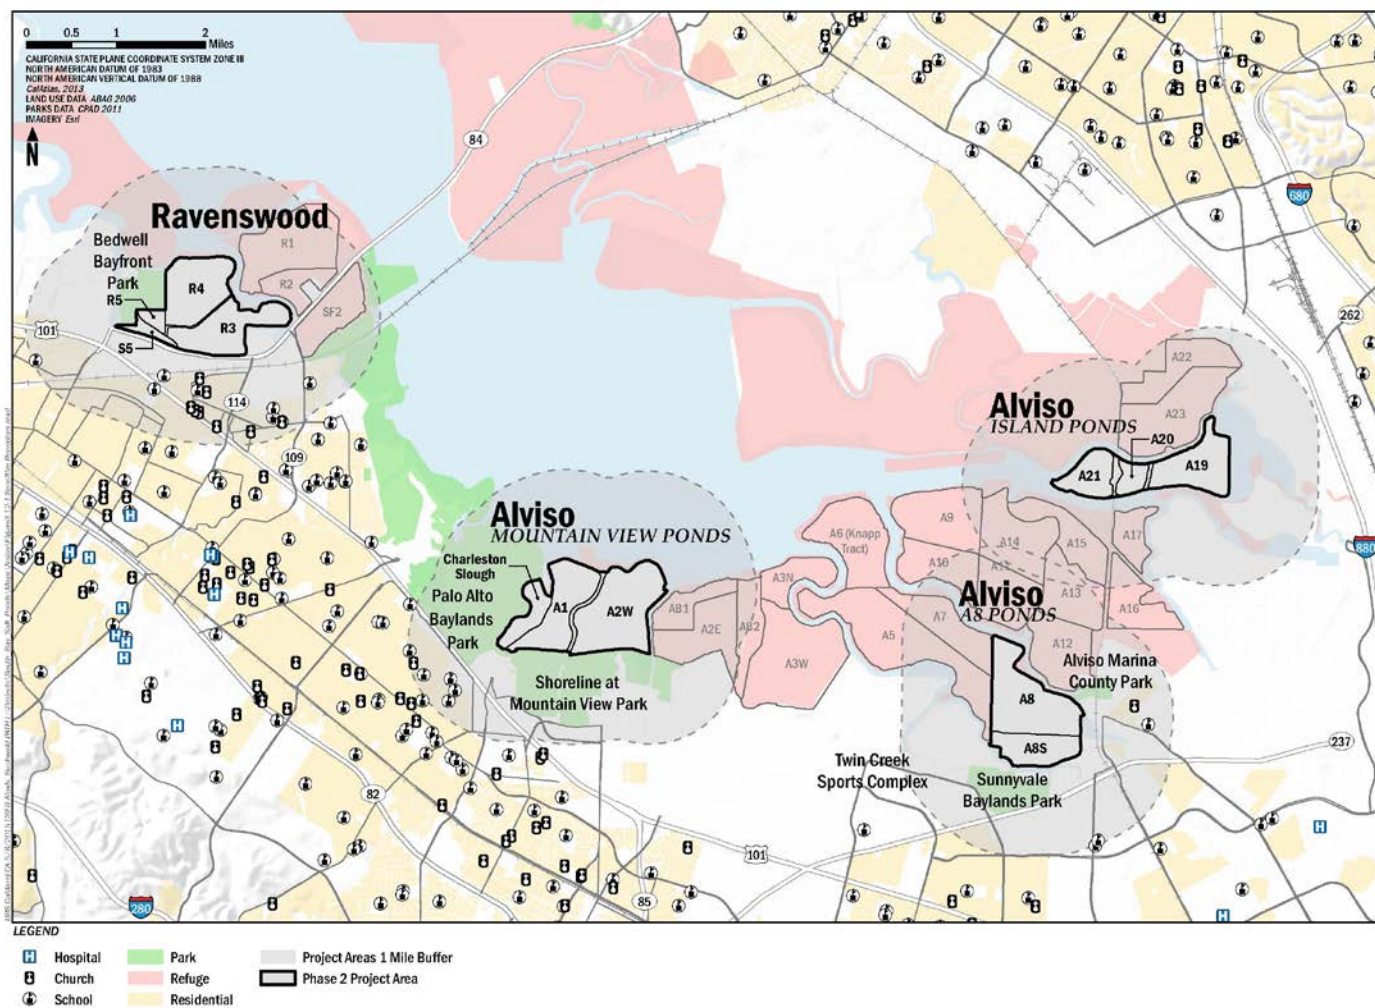 0 0.5 1 2
Miles
CALIFORNIA STATE PLANE COORDINATE SYSTEM ZONE III
NORTH AMERICAN DATUM OF 1983
NORTH AMERICAN VERTICAL DATUM OF 1988
CalAtlas, 2013
LAND USE DATA ABAG 2006
PARKS DATA CPAD 2011
IMAGERY Esri
N
84
680
Ravenswood
Bedwell
Bayfront
Park
R1
R2
R4
R5
R3
SF2
S5
101
262
114
109
Alviso
ISLAND PONDS
A22
A23
A20
A21
A19
Alviso
MOUNTAIN VIEW PONDS
Charleston
Slough
Palo Alto
Baylands
Park
A1
A2W
AB1
A2E
AB2
A3N
A3W
A6 (Knapp
Tract)
A9
A10
A14
A11
A15
A17
A13
A16
A5
A7
A12
880
Alviso
A8 PONDS
Alviso Marina
County Park
A8
A8S
Shoreline at
Mountain View Park
Twin Creek
Sports Complex
Sunnyvale
Baylands Park
237
82
101
85
280
LEGEND
Hospital
Church
School
Park
Refuge
Residential
Project Areas 1 Mile Buffer
Phase 2 Project Area